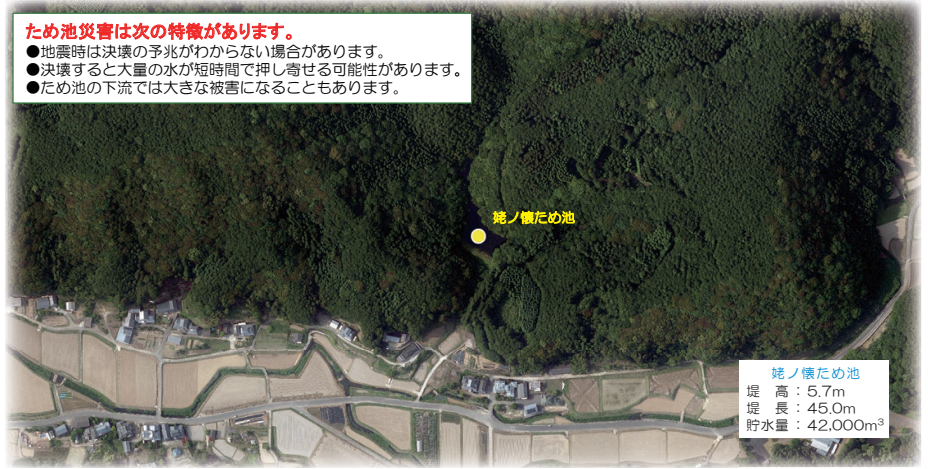 ため池災害は次の特徴があります。
●地震時は決壊の予兆がわからない場合があります。
●決壊すると大量の水が短時間で押し寄せる可能性があります。
●ため池の下流では大きな被害になることもあります。
姥ノ懐ため池
姥ノ懐ため池
堤　高：5.7m
堤　長：45.0m
貯水量：42,000m³